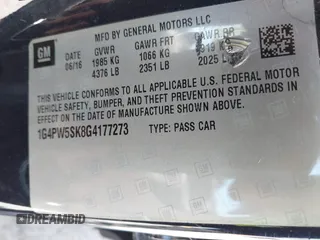 MFD BY GENERAL MOTORS LLC
GM
DATE GVWR GAWR FRT GAWR RR
06/16 1985 KG 1066 KG 919 KG
4376 LB 2351 LB 2025 LB
THIS VEHICLE CONFORMS TO ALL APPLICABLE U.S. FEDERAL MOTOR
VEHICLE SAFETY, BUMPER, AND THEFT PREVENTION STANDARDS IN
EFFECT ON THE DATE OF MANUFACTURE SHOWN ABOVE.
1G4PW5SK8G4177273 TYPE: PASS CAR
DREAMBID